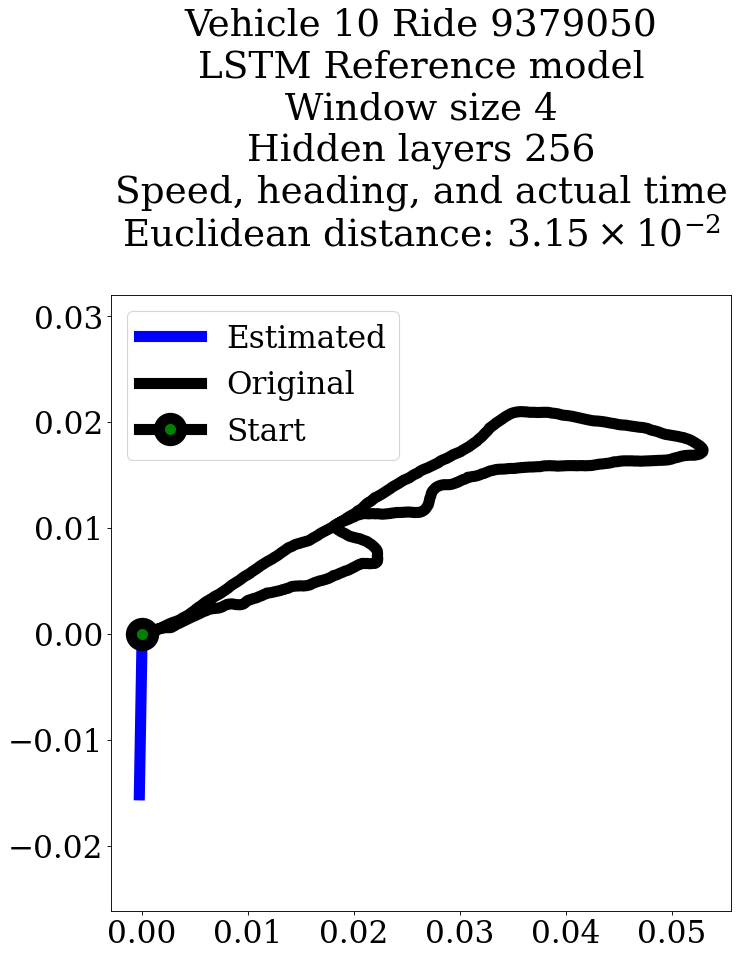 Vehicle 10 Ride 9379050
LSTM Reference model
Window size 4
Hidden layers 256
Speed, heading, and actual time
Euclidean distance: 3.15 × 10⁻²
Estimated
Original
Start
0.03
0.02
0.01
0.00
−0.01
−0.02
0.00 0.01 0.02 0.03 0.04 0.05